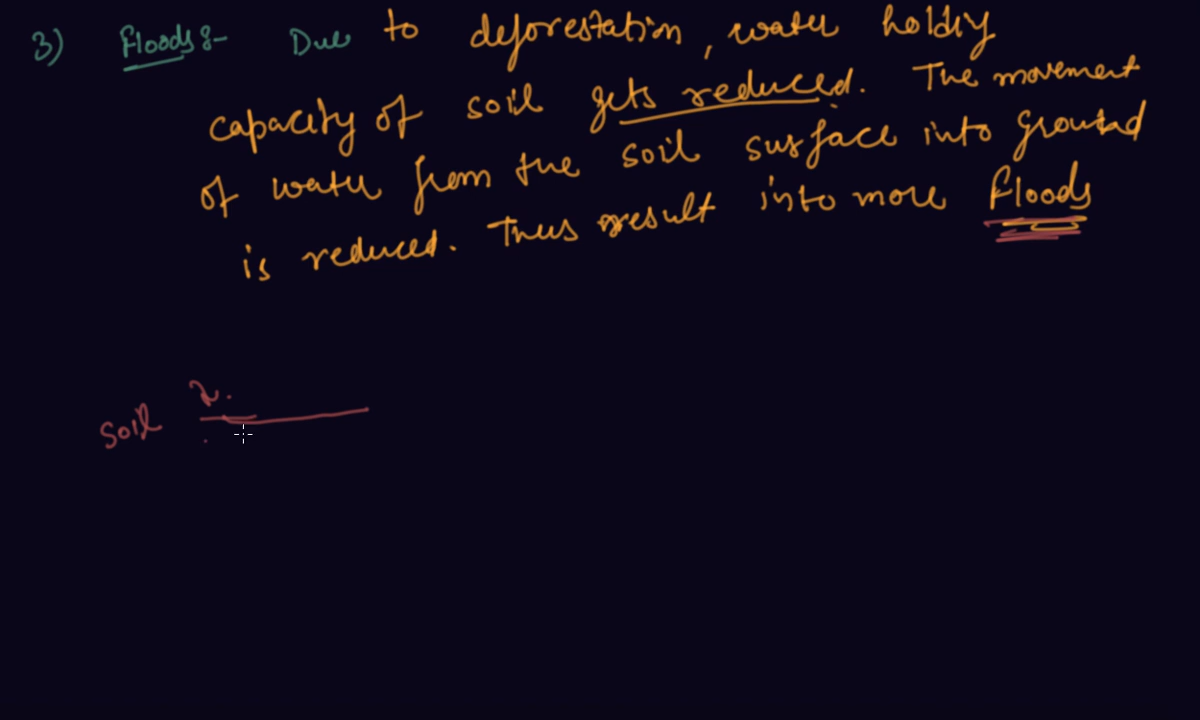 3) Floods :- Due to deforestation, water holdiy
capacity of soil gets reduced. The movement
of water from the soil surface into ground
is reduced. Thus result into more floods
soil